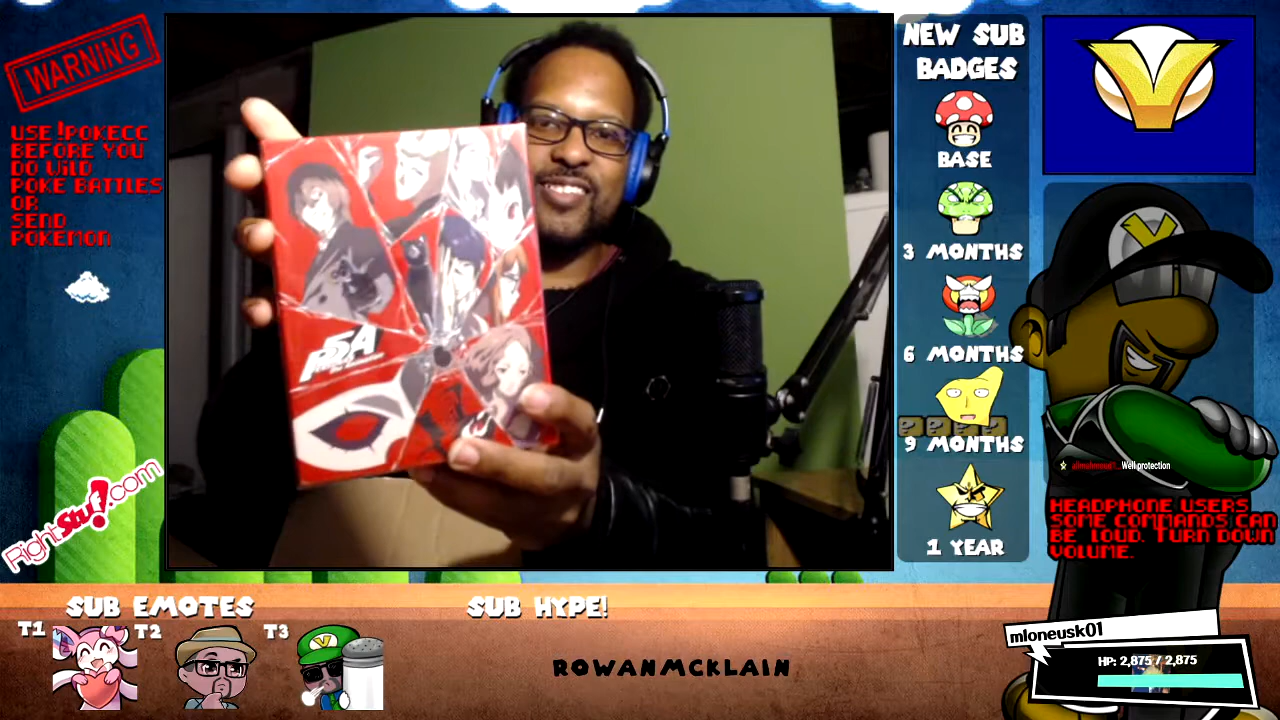 WARNING
USE !POKECC
BEFORE YOU
DO WILD
POKE BATTLES
OR
SEND
POKEMON
RightStuf!.com
P5A
NEW SUB
BADGES
BASE
3 MONTHS
6 MONTHS
9 MONTHS
1 YEAR
V
V
Well protection
HEADPHONE USERS
SOME COMMANDS CAN
BE LOUD. TURN DOWN
VOLUME.
SUB EMOTES
T1
T2
T3
V
SUB HYPE!
ROWANMCKLAIN
mloneusk01
HP: 2,875 / 2,875